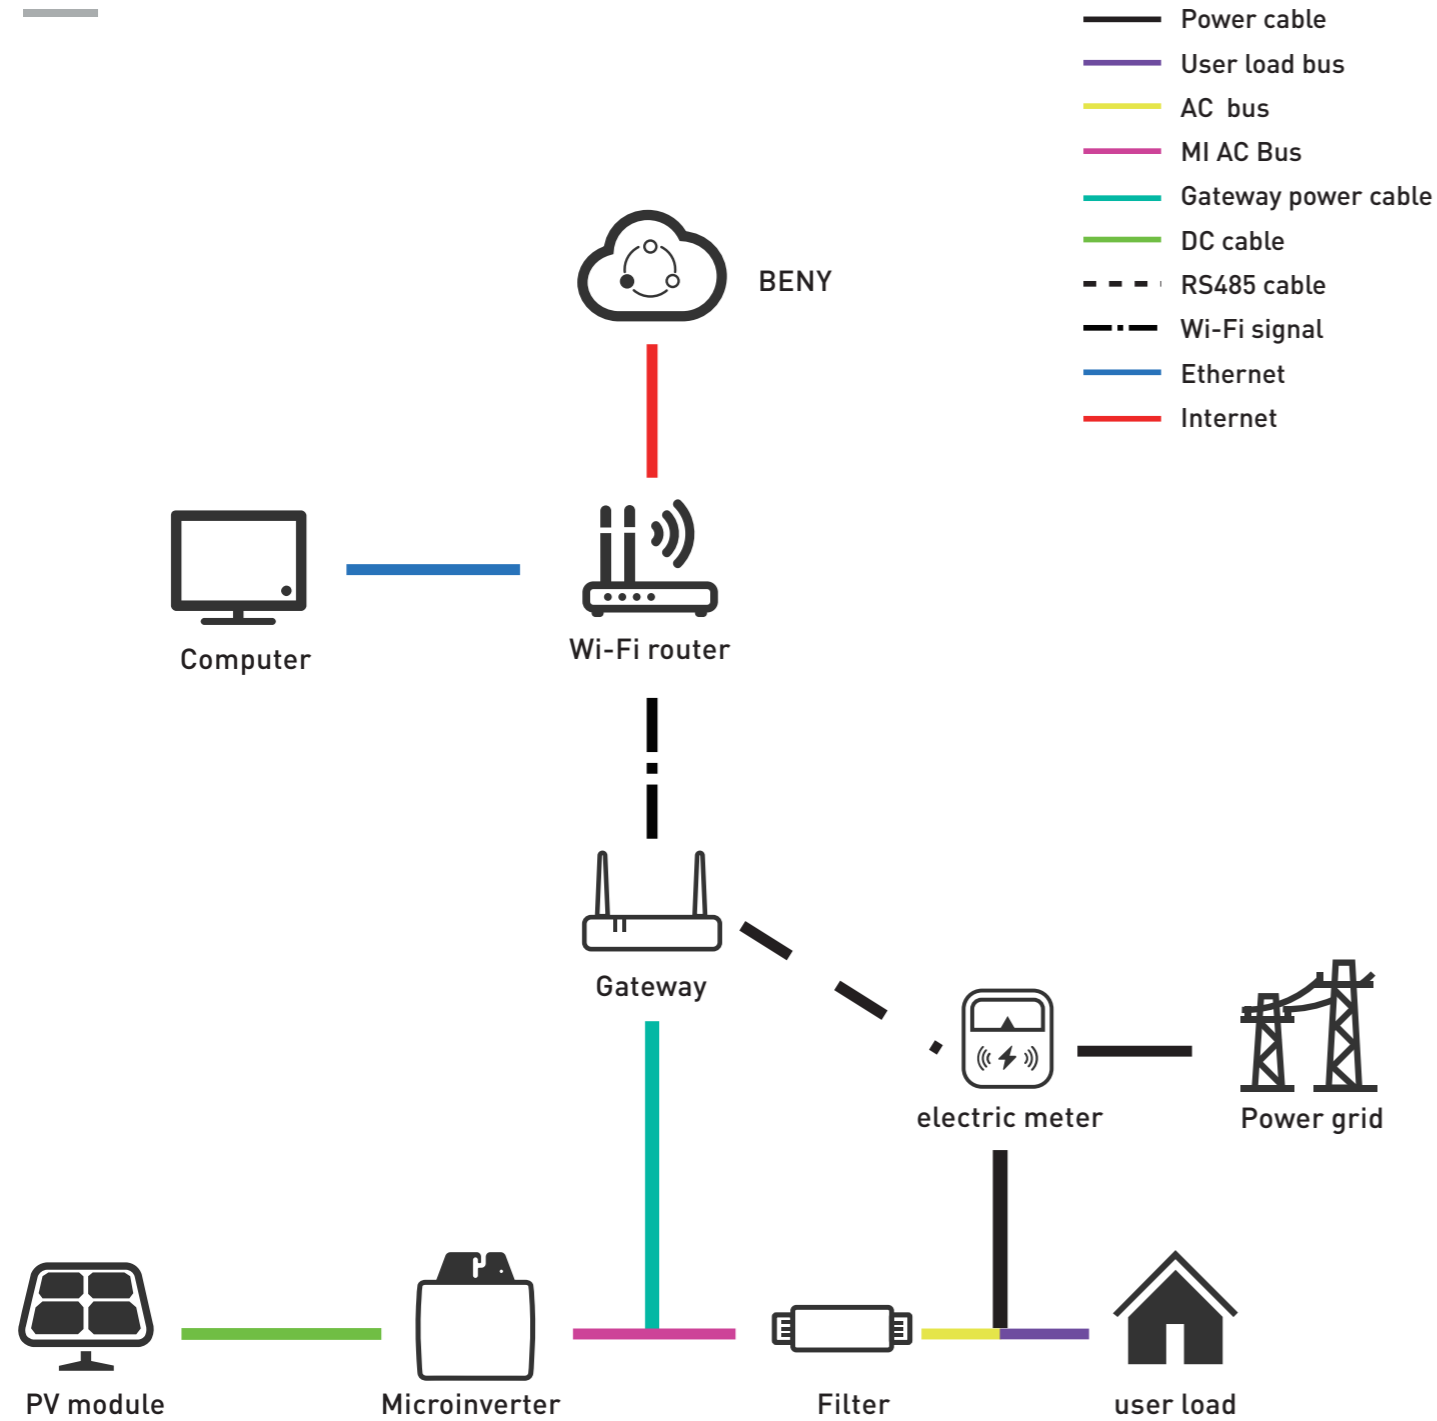 Power cable
User load bus
AC bus
MI AC Bus
Gateway power cable
DC cable
RS485 cable
Wi-Fi signal
Ethernet
Internet
BENY
Computer
Wi-Fi router
Gateway
electric meter
Power grid
PV module
Microinverter
Filter
user load